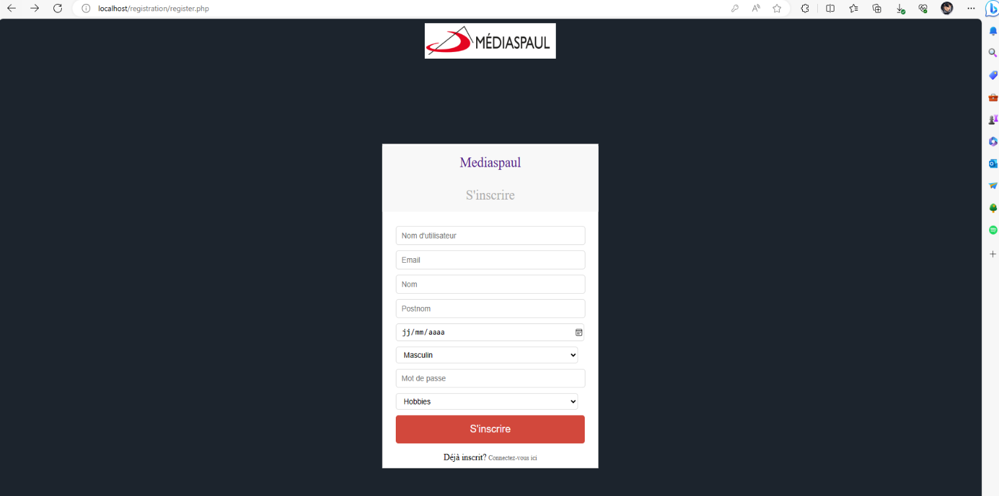 localhost/registration/register.php
MÉDIASPAUL
Mediaspaul
S'inscrire
Nom d'utilisateur
Email
Nom
Postnom
jj/mm/aaaa
Masculin
Mot de passe
Hobbies
S'inscrire
Déjà inscrit? Connectez-vous ici